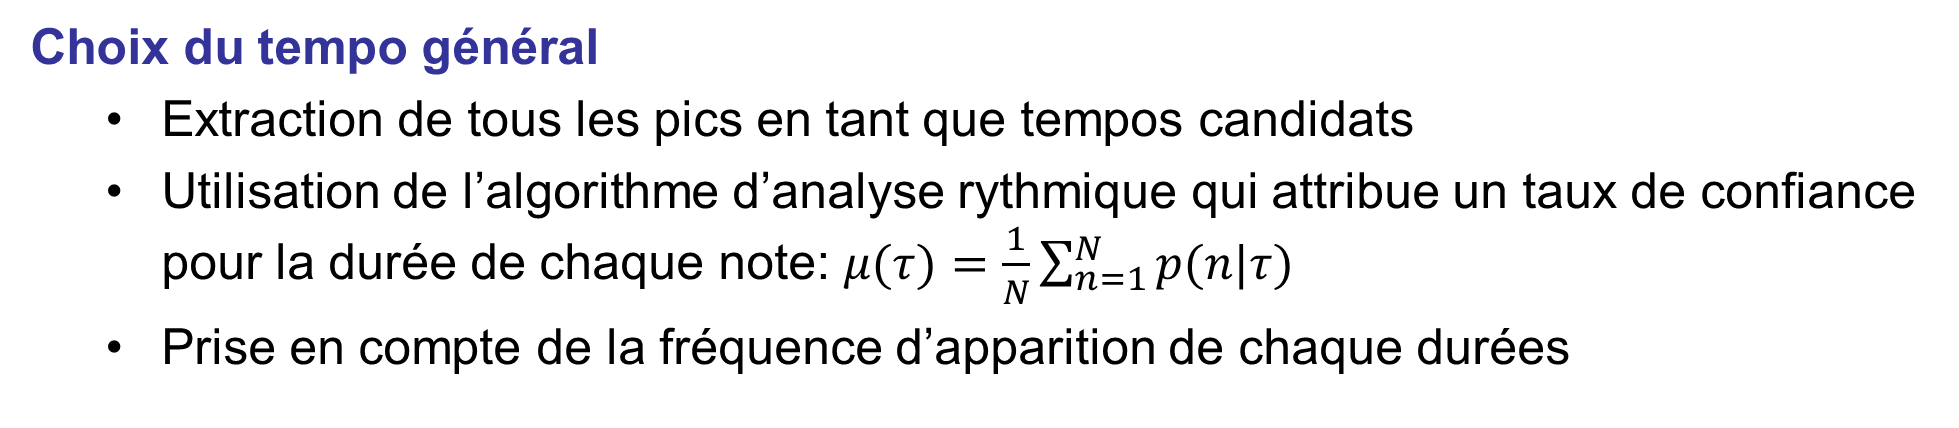 Choix du tempo général
• Extraction de tous les pics en tant que tempos candidats
• Utilisation de l’algorithme d’analyse rythmique qui attribue un taux de confiance
pour la durée de chaque note: 𝜇(𝜏) = 1/𝑁 ∑_{𝑛=1}^{𝑁} 𝑝(𝑛|𝜏)
• Prise en compte de la fréquence d’apparition de chaque durées